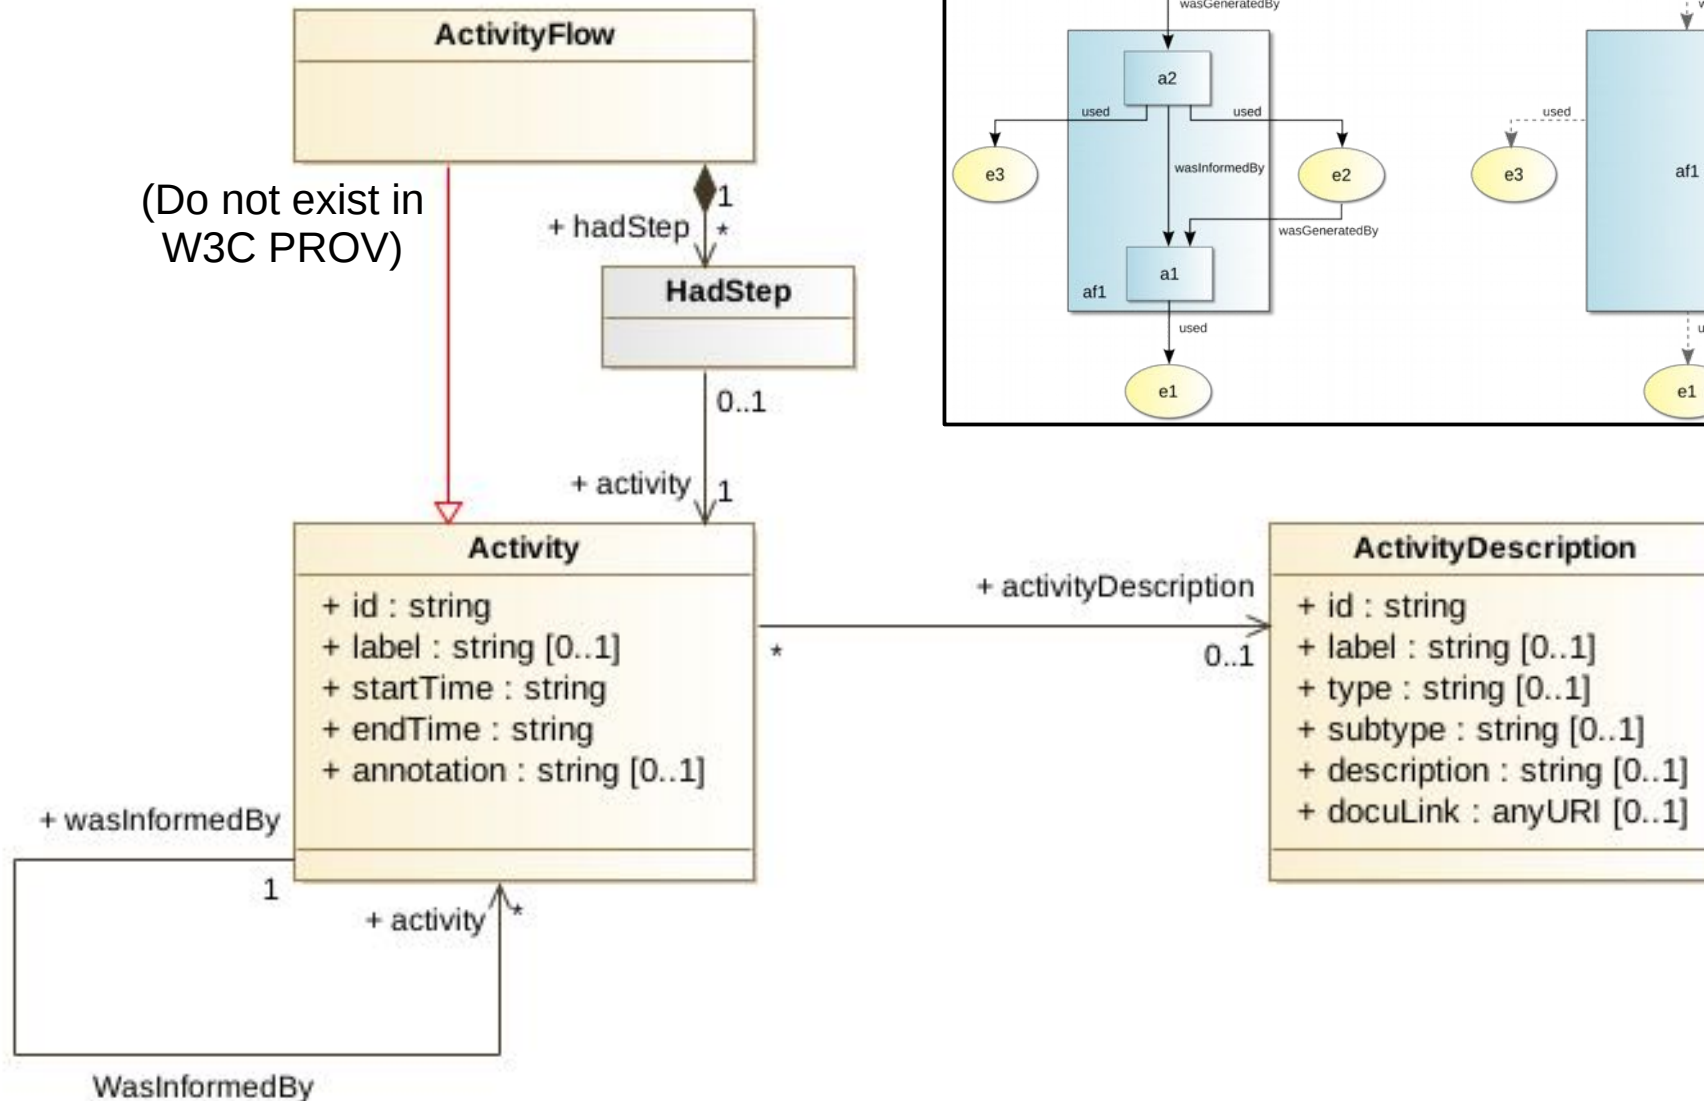 ActivityFlow
(Do not exist in
W3C PROV)
1
+ hadStep
*
HadStep
0..1
+ activity
1
Activity
+ id : string
+ label : string [0..1]
+ startTime : string
+ endTime : string
+ annotation : string [0..1]
+ wasInformedBy
1
+ activity
*
WasInformedBy
*
+ activityDescription
0..1
ActivityDescription
+ id : string
+ label : string [0..1]
+ type : string [0..1]
+ subtype : string [0..1]
+ description : string [0..1]
+ docuLink : anyURI [0..1]
wasGeneratedBy
a2
used
used
e3
wasInformedBy
e2
wasGeneratedBy
a1
af1
used
e1
used
e3
af1
e1